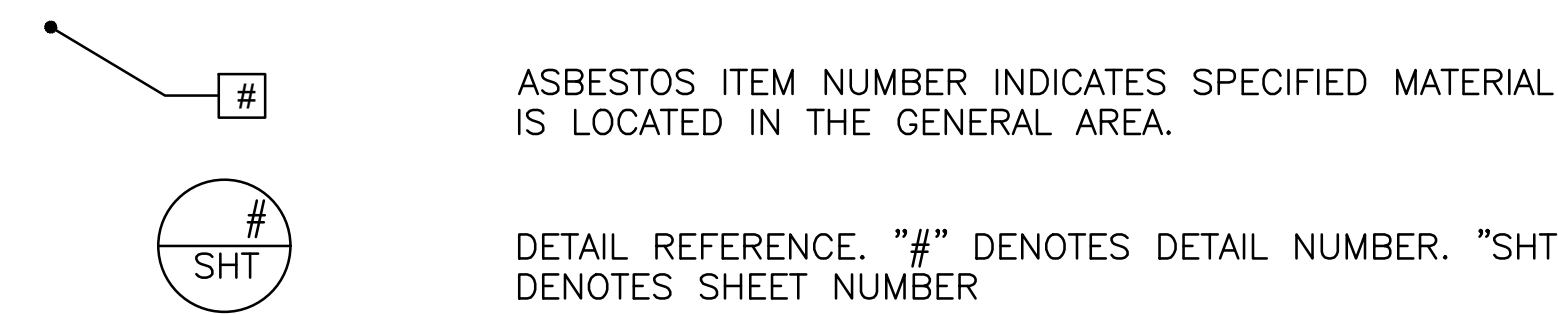 #
ASBESTOS ITEM NUMBER INDICATES SPECIFIED MATERIAL
IS LOCATED IN THE GENERAL AREA.
#
SHT
DETAIL REFERENCE. ”#” DENOTES DETAIL NUMBER. ”SHT
DENOTES SHEET NUMBER